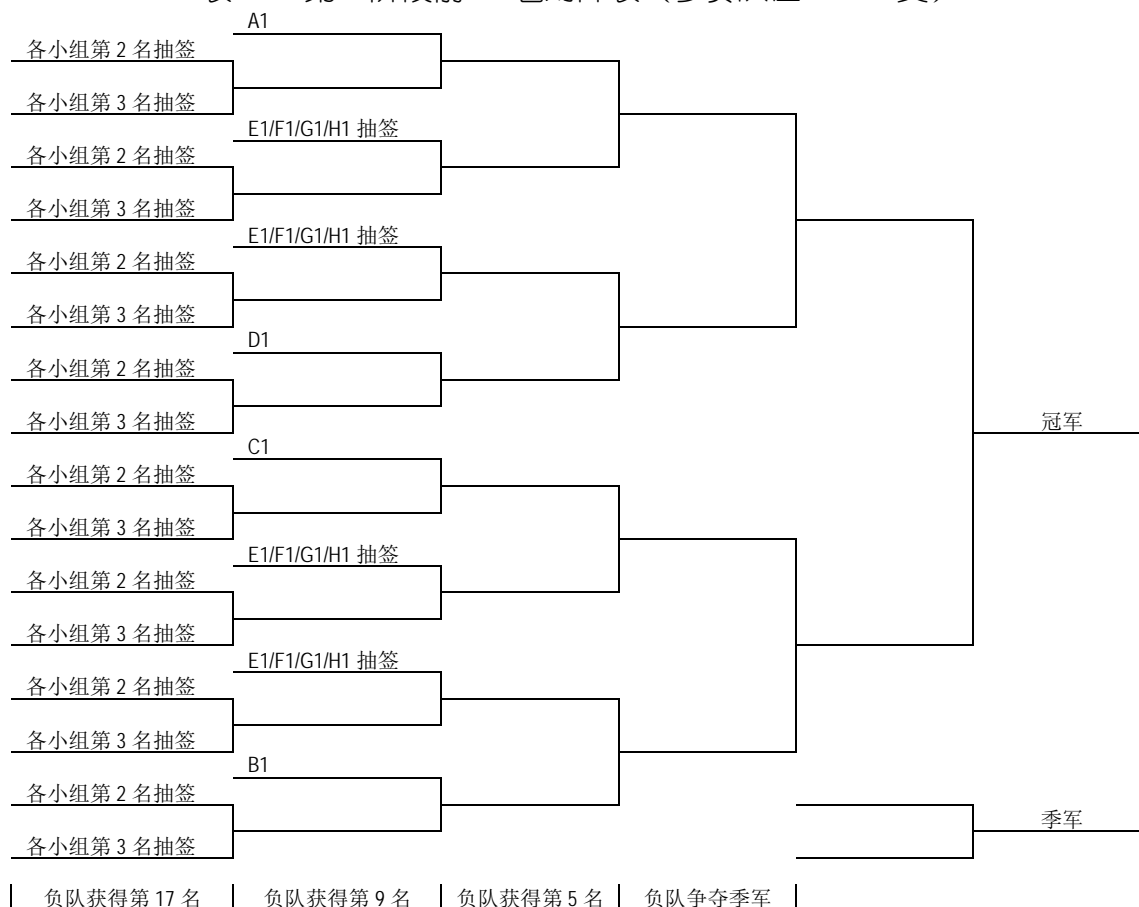 A1
各小组第 2 名抽签
各小组第 3 名抽签
E1/F1/G1/H1 抽签
各小组第 2 名抽签
各小组第 3 名抽签
E1/F1/G1/H1 抽签
各小组第 2 名抽签
各小组第 3 名抽签
D1
各小组第 2 名抽签
各小组第 3 名抽签
冠军
C1
各小组第 2 名抽签
各小组第 3 名抽签
E1/F1/G1/H1 抽签
各小组第 2 名抽签
各小组第 3 名抽签
E1/F1/G1/H1 抽签
各小组第 2 名抽签
各小组第 3 名抽签
B1
各小组第 2 名抽签
季军
各小组第 3 名抽签
负队获得第 17 名 负队获得第 9 名 负队获得第 5 名 负队争夺季军